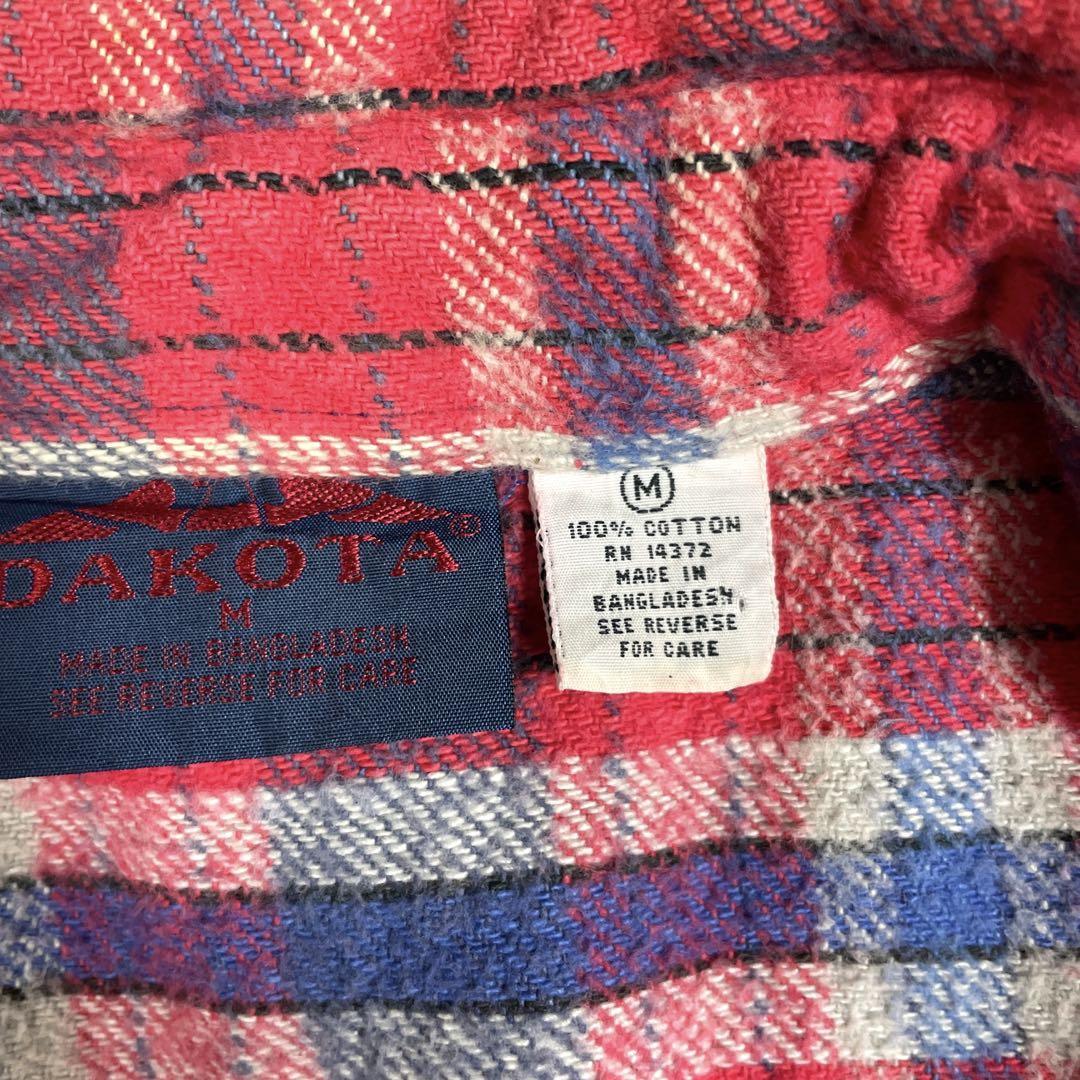 DAKOTA®
M
MADE IN BANGLADESH
SEE REVERSE FOR CARE
M
100% COTTON
RN 14372
MADE IN
BANGLADESH,
SEE REVERSE
FOR CARE